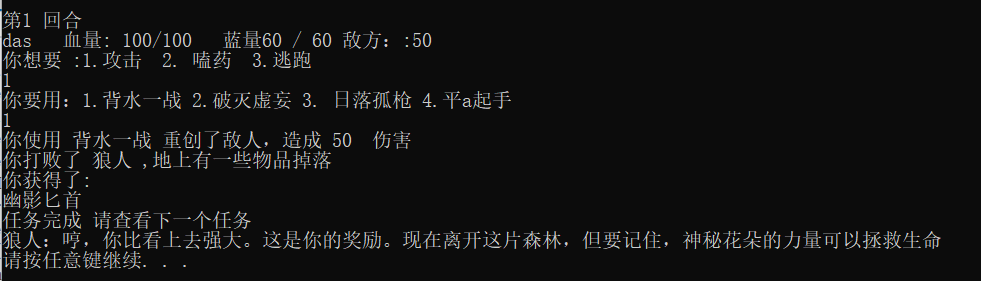 第1 回合
das 血量: 100/100 蓝量60 / 60 敌方: :50
你想要 :1.攻击 2. 嗑药 3.逃跑
1
你要用: 1.背水一战 2.破灭虚妄 3. 日落孤枪 4.平a起手
1
你使用 背水一战 重创了敌人，造成 50 伤害
你打败了 狼人 ,地上有一些物品掉落
你获得了:
幽影匕首
任务完成 请查看下一个任务
狼人: 哼，你比看上去强大。这是你的奖励。现在离开这片森林，但要记住，神秘花朵的力量可以拯救生命
请按任意键继续. . .